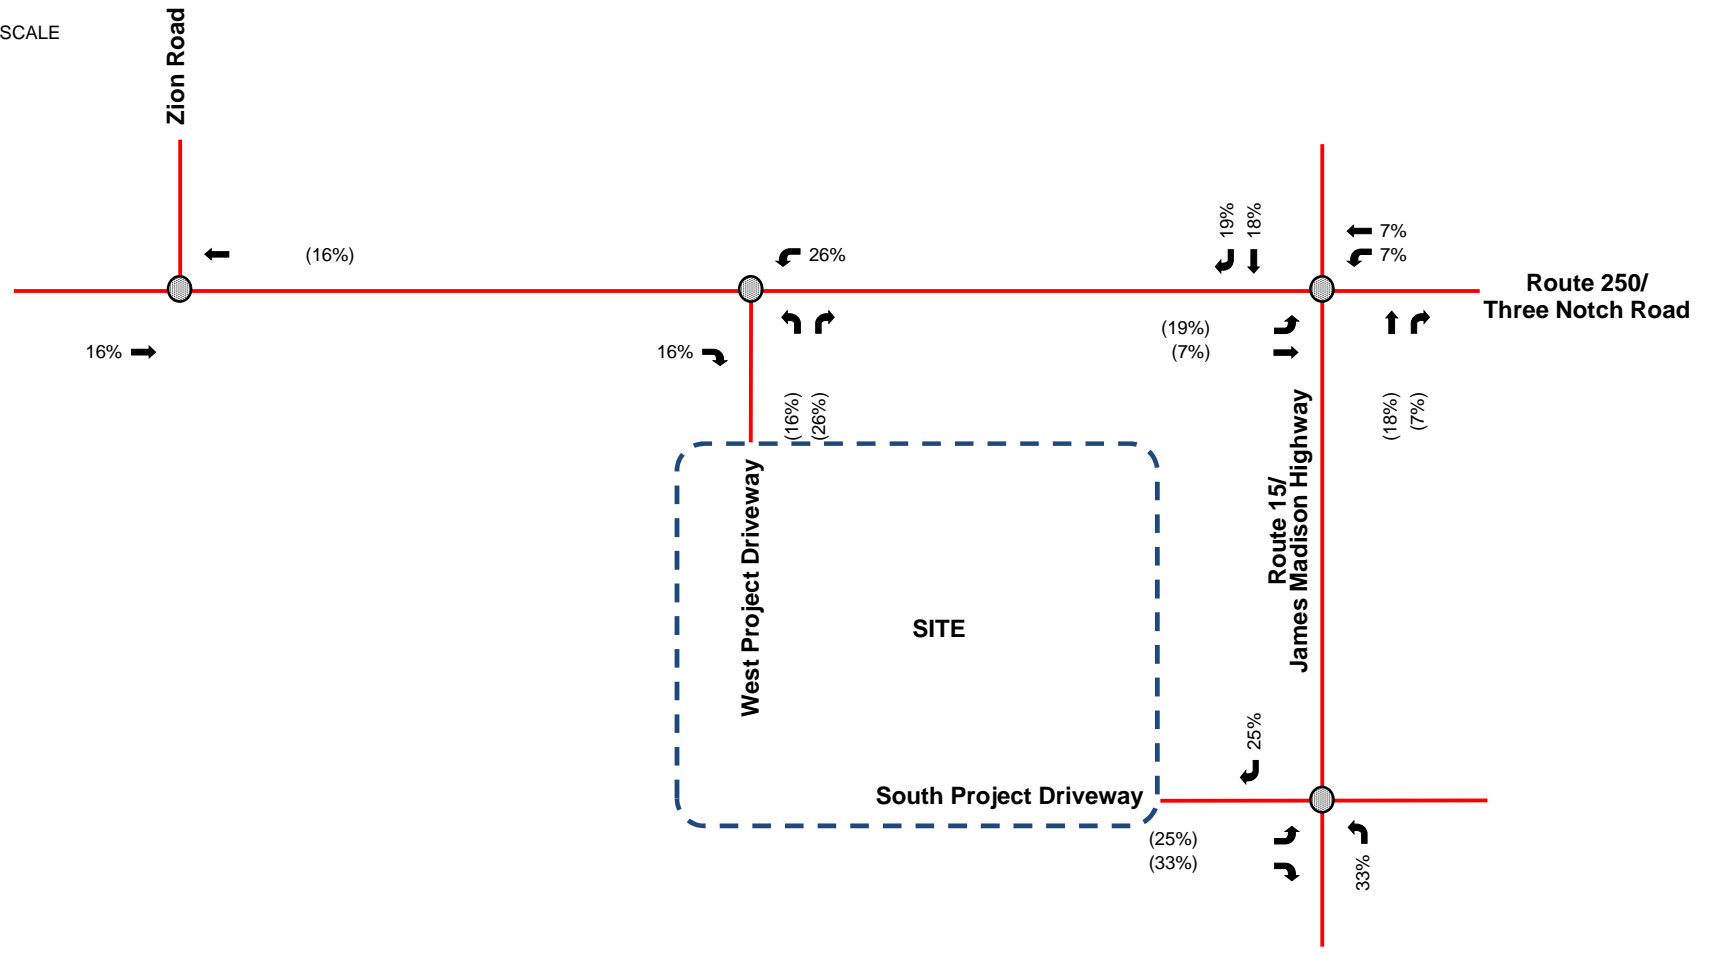 SCALE
Zion Road
(16%)
26%
19%
18%
7%
7%
Route 250/
Three Notch Road
16%
16%
(19%)
(7%)
(16%)
(26%)
(18%)
(7%)
West Project Driveway
SITE
Route 15/
James Madison Highway
25%
South Project Driveway
(25%)
(33%)
33%